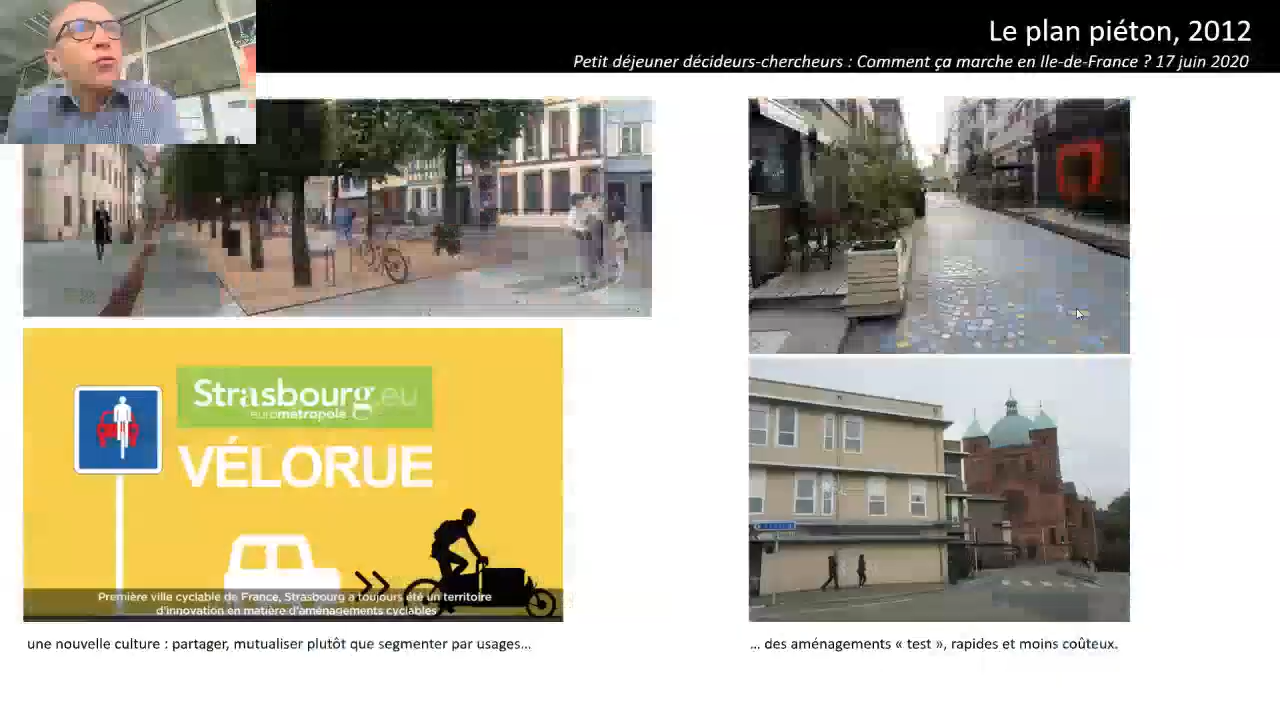 Le plan piéton, 2012
Petit déjeuner décideurs-chercheurs : Comment ça marche en Ile-de-France ? 17 juin 2020
Strasbourg.eu
eurométropole
VÉLORUE
Première ville cyclable de France, Strasbourg a toujours été un territoire
d'innovation en matière d'aménagements cyclables
une nouvelle culture : partager, mutualiser plutôt que segmenter par usages...
... des aménagements « test », rapides et moins coûteux.